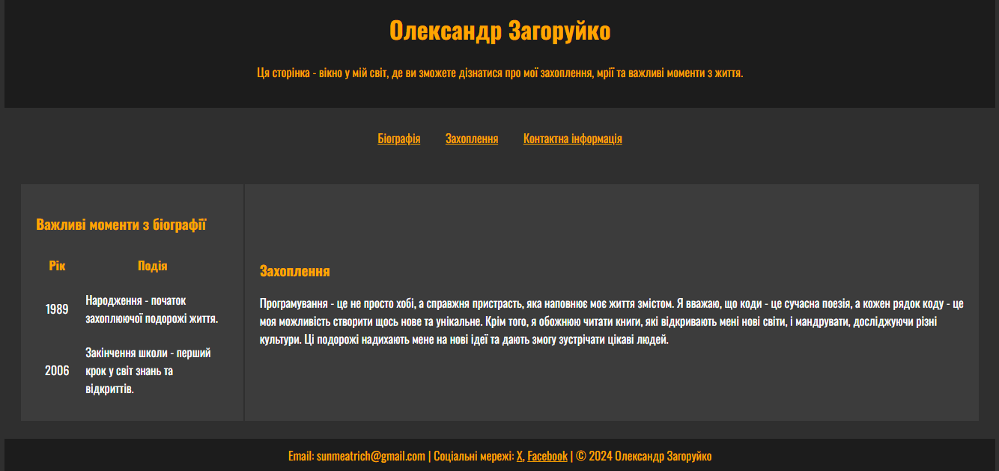 Олександр Загоруйко
Ця сторінка - вікно у мій світ, де ви зможете дізнатися про мої захоплення, мрії та важливі моменти з життя.
Біографія Захоплення Контактна інформація
Важливі моменти з біографії
Рік Подія
1989 Народження - початок
захоплюючої подорожі життя.
2006 Закінчення школи - перший
крок у світ знань та
відкриттів.
Захоплення
Програмування - це не просто хобі, а справжня пристрасть, яка наповнює моє життя змістом. Я вважаю, що коди - це сучасна поезія, а кожен рядок коду - це
моя можливість створити щось нове та унікальне. Крім того, я обожнюю читати книги, які відкривають мені нові світи, і мандрувати, досліджуючи різні
культури. Ці подорожі надихають мене на нові ідеї та дають змогу зустрічати цікаві людей.
Email: sunmeatrich@gmail.com | Соціальні мережі: X, Facebook | © 2024 Олександр Загоруйко